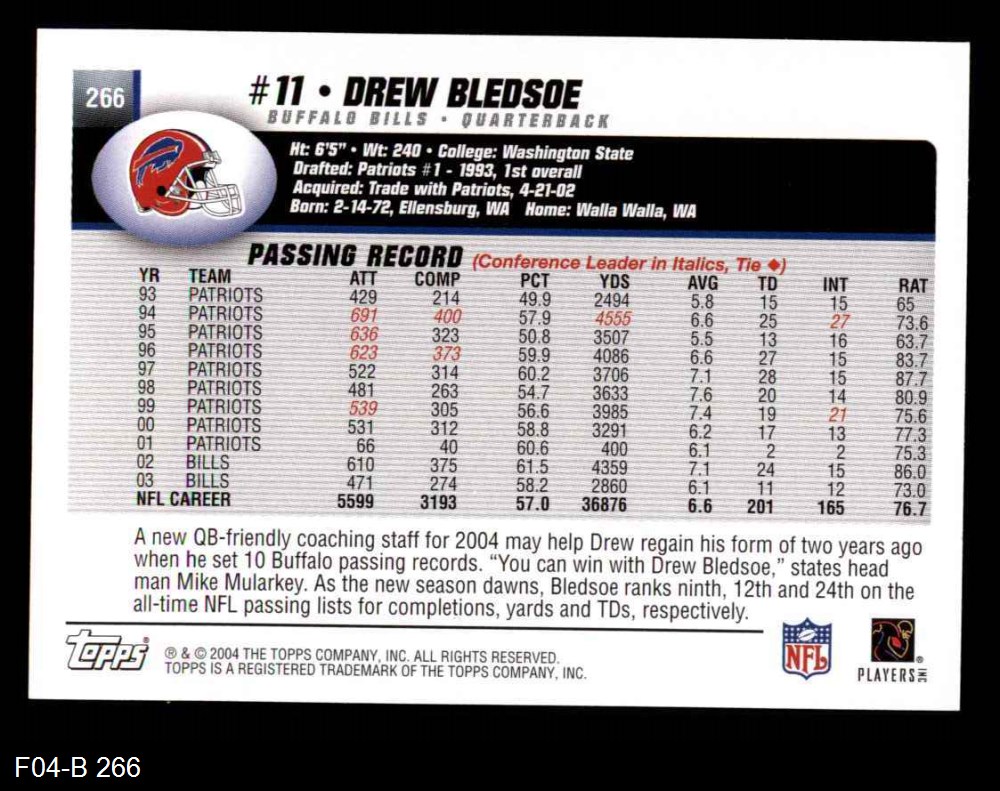 266
#11 • DREW BLEDSOE
BUFFALO BILLS • QUARTERBACK
Ht: 6'5" • Wt: 240 • College: Washington State
Drafted: Patriots #1 - 1993, 1st overall
Acquired: Trade with Patriots, 4-21-02
Born: 2-14-72, Ellensburg, WA Home: Walla Walla, WA
PASSING RECORD (Conference Leader in Italics, Tie ◆)
YR TEAM ATT COMP PCT YDS AVG TD INT RAT
93 PATRIOTS 429 214 49.9 2494 5.8 15 15 65
94 PATRIOTS 691 400 57.9 4555 6.6 25 27 73.6
95 PATRIOTS 636 323 50.8 3507 5.5 13 16 63.7
96 PATRIOTS 623 373 59.9 4086 6.6 27 15 83.7
97 PATRIOTS 522 314 60.2 3706 7.1 28 15 87.7
98 PATRIOTS 481 263 54.7 3633 7.6 20 14 80.9
99 PATRIOTS 539 305 56.6 3985 7.4 19 21 75.6
00 PATRIOTS 531 312 58.8 3291 6.2 17 13 77.3
01 PATRIOTS 66 40 60.6 400 6.1 2 2 75.3
02 BILLS 610 375 61.5 4359 7.1 24 15 86.0
03 BILLS 471 274 58.2 2860 6.1 11 12 73.0
NFL CAREER 5599 3193 57.0 36876 6.6 201 165 76.7
A new QB-friendly coaching staff for 2004 may help Drew regain his form of two years ago
when he set 10 Buffalo passing records. “You can win with Drew Bledsoe,” states head
man Mike Mularkey. As the new season dawns, Bledsoe ranks ninth, 12th and 24th on the
all-time NFL passing lists for completions, yards and TDs, respectively.
Topps®
® & © 2004 THE TOPPS COMPANY, INC. ALL RIGHTS RESERVED.
TOPPS IS A REGISTERED TRADEMARK OF THE TOPPS COMPANY, INC.
NFL
PLAYERS INC
F04-B 266